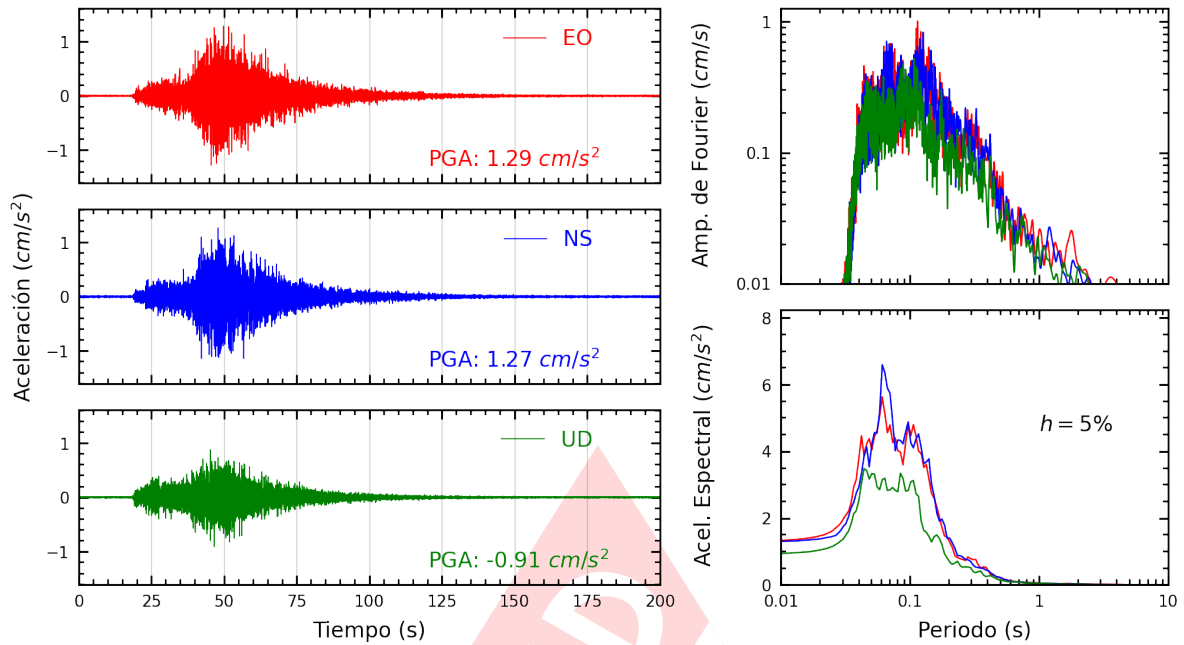 Aceleración (cm/s²)
1
0
−1
EO
PGA: 1.29 cm/s²
1
0
−1
NS
PGA: 1.27 cm/s²
1
0
−1
UD
PGA: -0.91 cm/s²
0 25 50 75 100 125 150 175 200
Tiempo (s)
Amp. de Fourier (cm/s)
1
0.1
0.01
Acel. Espectral (cm/s²)
8
6
4
2
0
h = 5%
0.01 0.1 1 10
Periodo (s)